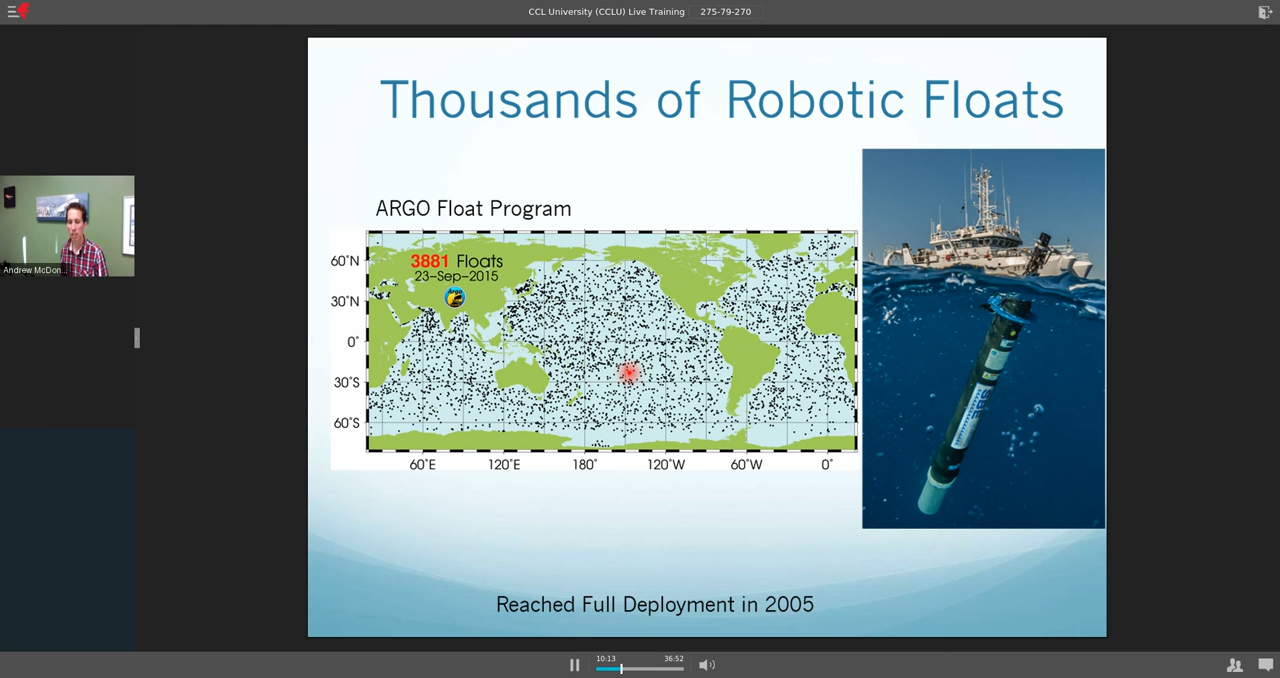 CCL University (CCLU) Live Training 275-79-270
Thousands of Robotic Floats
ARGO Float Program
3881 Floats
23-Sep-2015
Argo
60°N
30°N
0°
30°S
60°S
60°E 120°E 180° 120°W 60°W 0°
Andrew McDon...
Reached Full Deployment in 2005
10:13 36:52